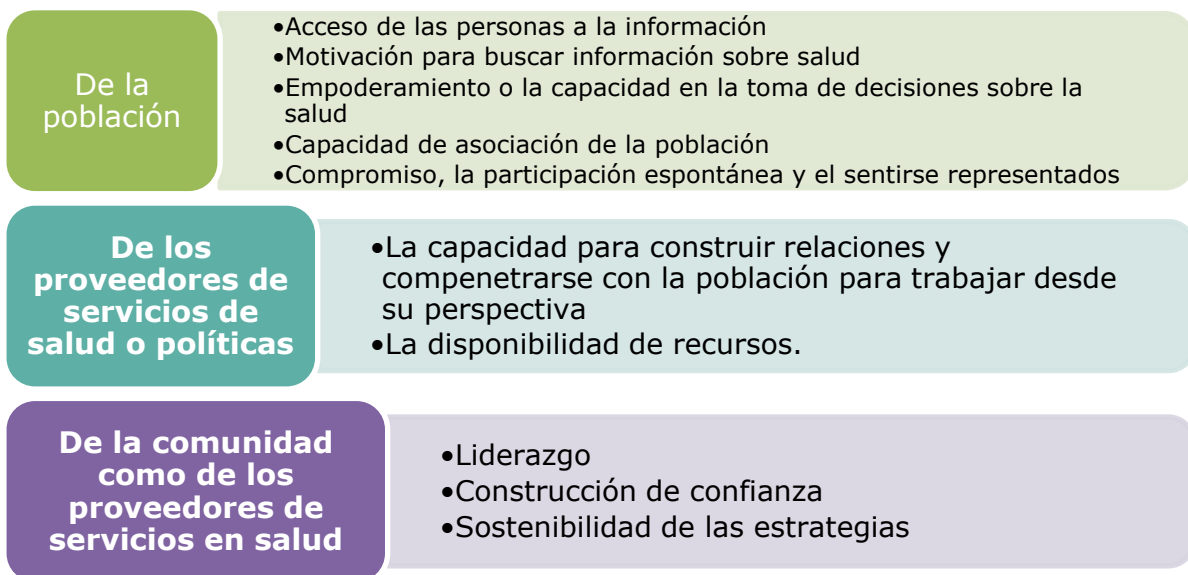 De la
población
•Acceso de las personas a la información
•Motivación para buscar información sobre salud
•Empoderamiento o la capacidad en la toma de decisiones sobre la
salud
•Capacidad de asociación de la población
•Compromiso, la participación espontánea y el sentirse representados
De los
proveedores de
servicios de
salud o políticas
•La capacidad para construir relaciones y
compenetrarse con la población para trabajar desde
su perspectiva
•La disponibilidad de recursos.
De la comunidad
como de los
proveedores de
servicios en salud
•Liderazgo
•Construcción de confianza
•Sostenibilidad de las estrategias